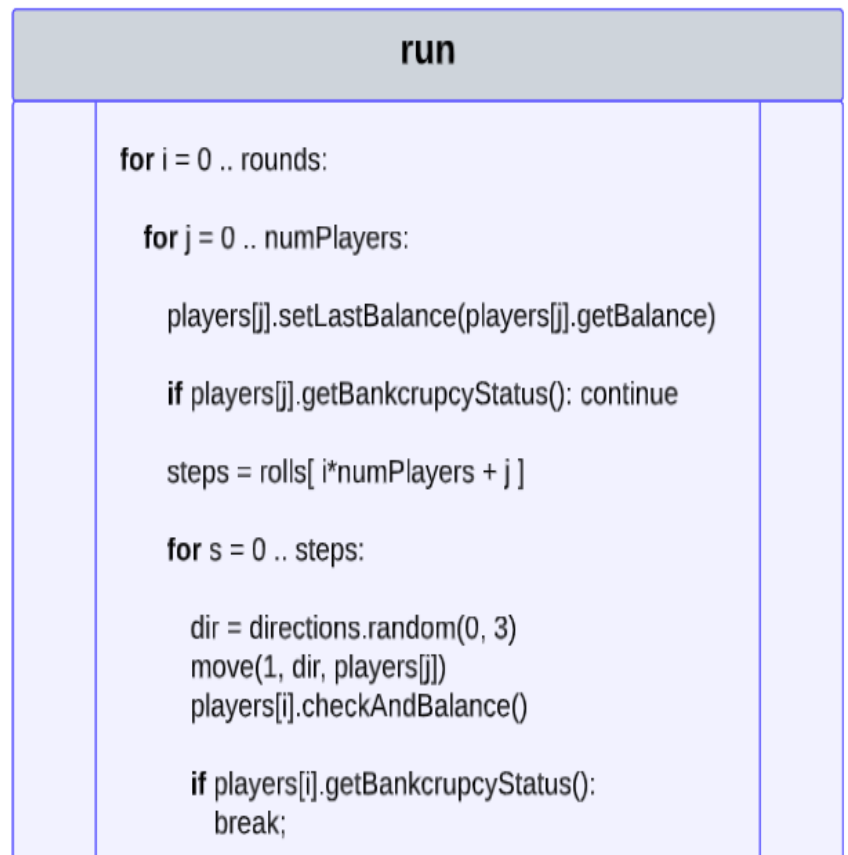 run
for i = 0 .. rounds:
for j = 0 .. numPlayers:
players[j].setLastBalance(players[j].getBalance)
if players[j].getBankcrupcyStatus(): continue
steps = rolls[ i*numPlayers + j ]
for s = 0 .. steps:
dir = directions.random(0, 3)
move(1, dir, players[j])
players[i].checkAndBalance()
if players[i].getBankcrupcyStatus():
break;